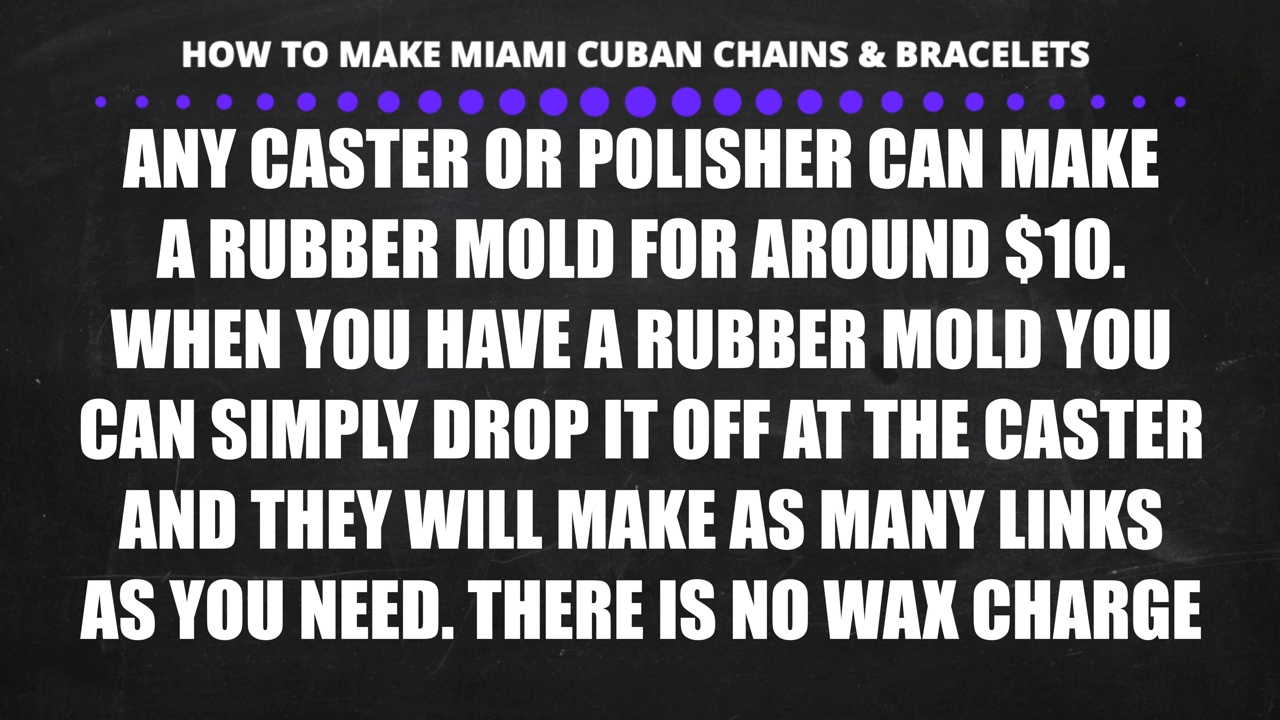 HOW TO MAKE MIAMI CUBAN CHAINS & BRACELETS
ANY CASTER OR POLISHER CAN MAKE
A RUBBER MOLD FOR AROUND $10.
WHEN YOU HAVE A RUBBER MOLD YOU
CAN SIMPLY DROP IT OFF AT THE CASTER
AND THEY WILL MAKE AS MANY LINKS
AS YOU NEED. THERE IS NO WAX CHARGE